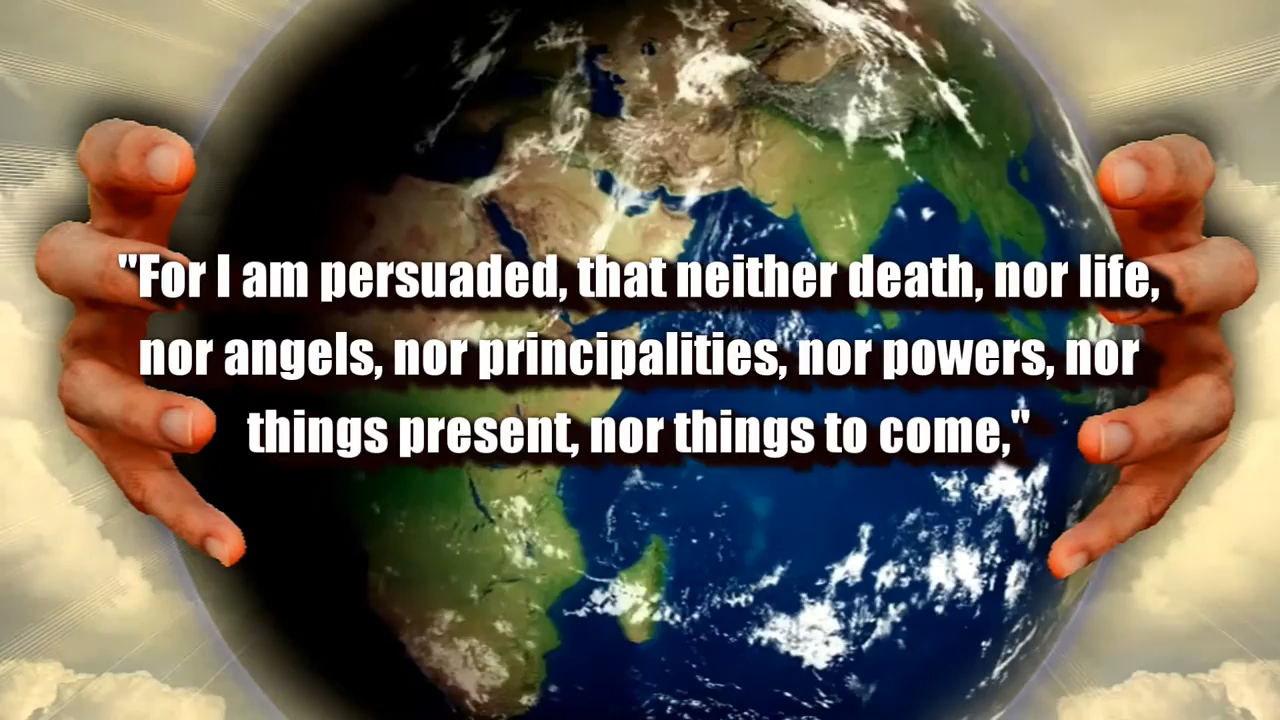 "For I am persuaded, that neither death, nor life,
nor angels, nor principalities, nor powers, nor
things present, nor things to come,"